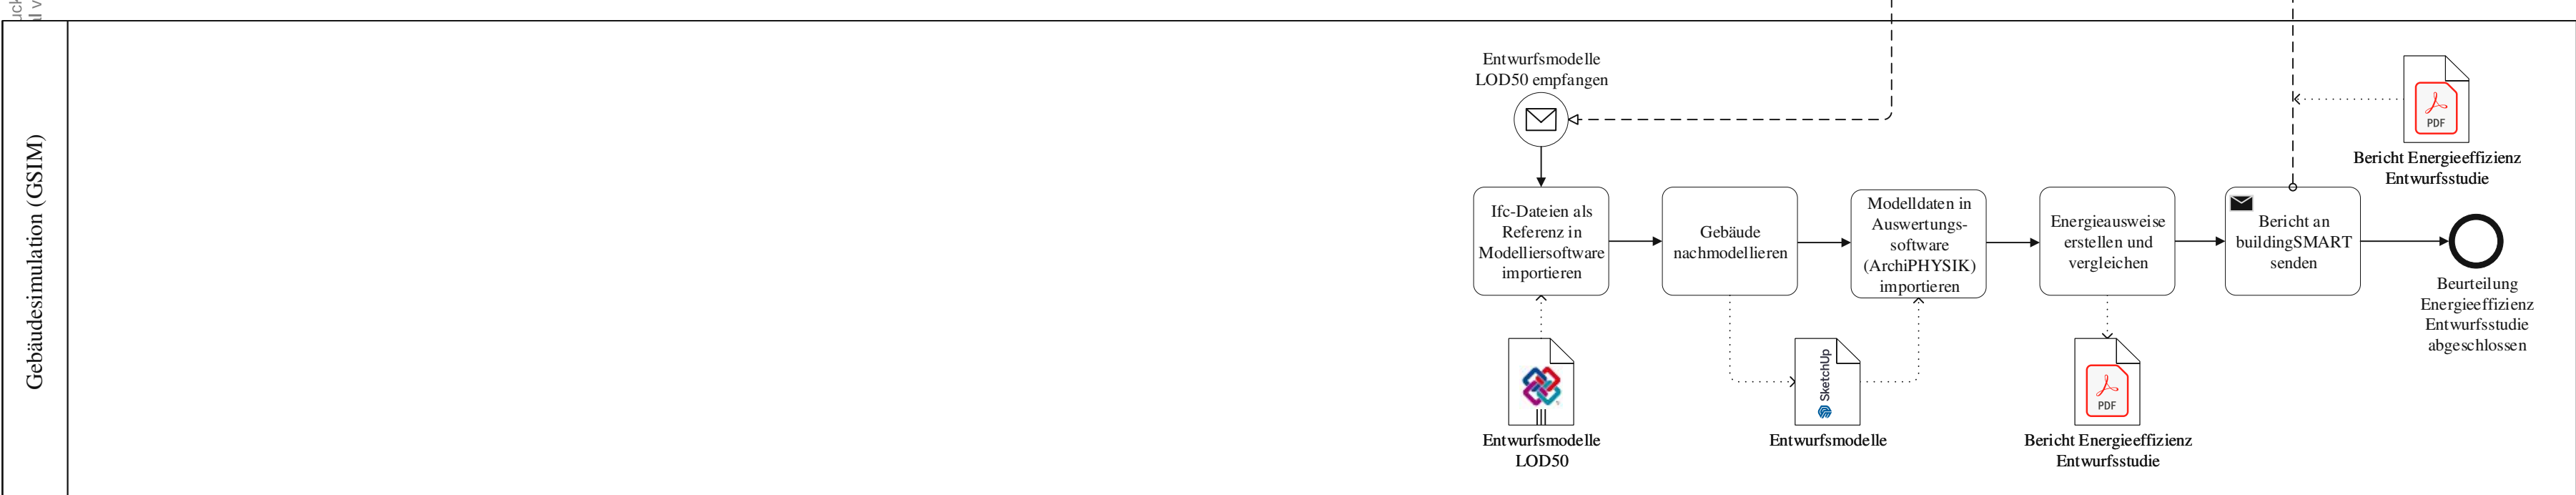 Gebäudesimulation (GSIM)
Entwurfsmodelle
LOD50 empfangen
PDF
Bericht Energieeffizienz
Entwurfsstudie
Ifc-Dateien als
Referenz in
Modelliersoftware
importieren
Gebäude
nachmodellieren
Modelldaten in
Auswertungs-
software
(ArchiPHYSIK)
importieren
Energieausweise
erstellen und
vergleichen
Bericht an
buildingSMART
senden
Beurteilung
Energieeffizienz
Entwurfsstudie
abgeschlossen
Entwurfsmodelle
LOD50
SketchUp
Entwurfsmodelle
PDF
Bericht Energieeffizienz
Entwurfsstudie